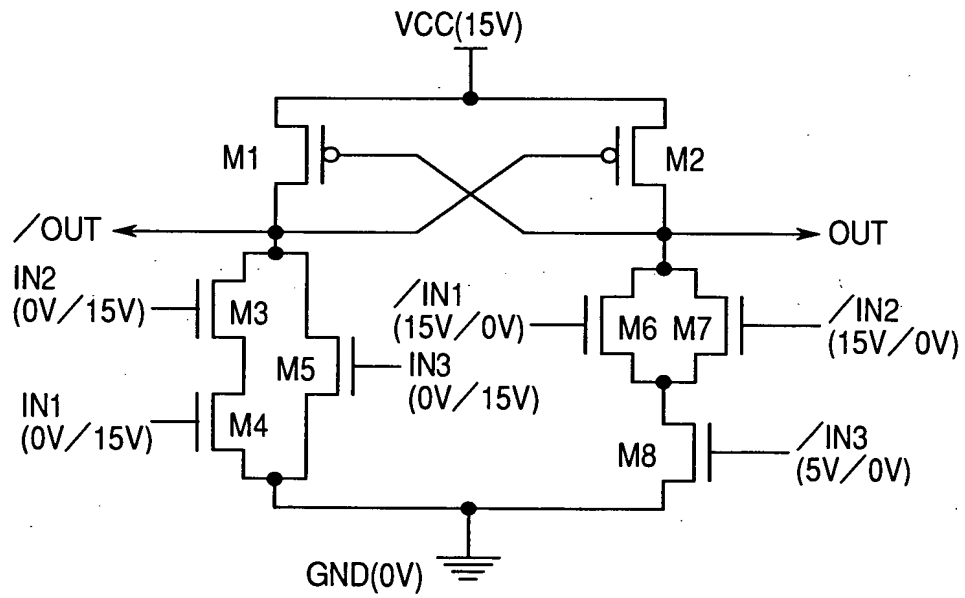 VCC(15V)
M1
M2
/OUT
OUT
IN2
(0V/15V)
M3
/IN1
(15V/0V)
M6
M7
/IN2
(15V/0V)
M5
IN3
(0V/15V)
IN1
(0V/15V)
M4
M8
/IN3
(5V/0V)
GND(0V)